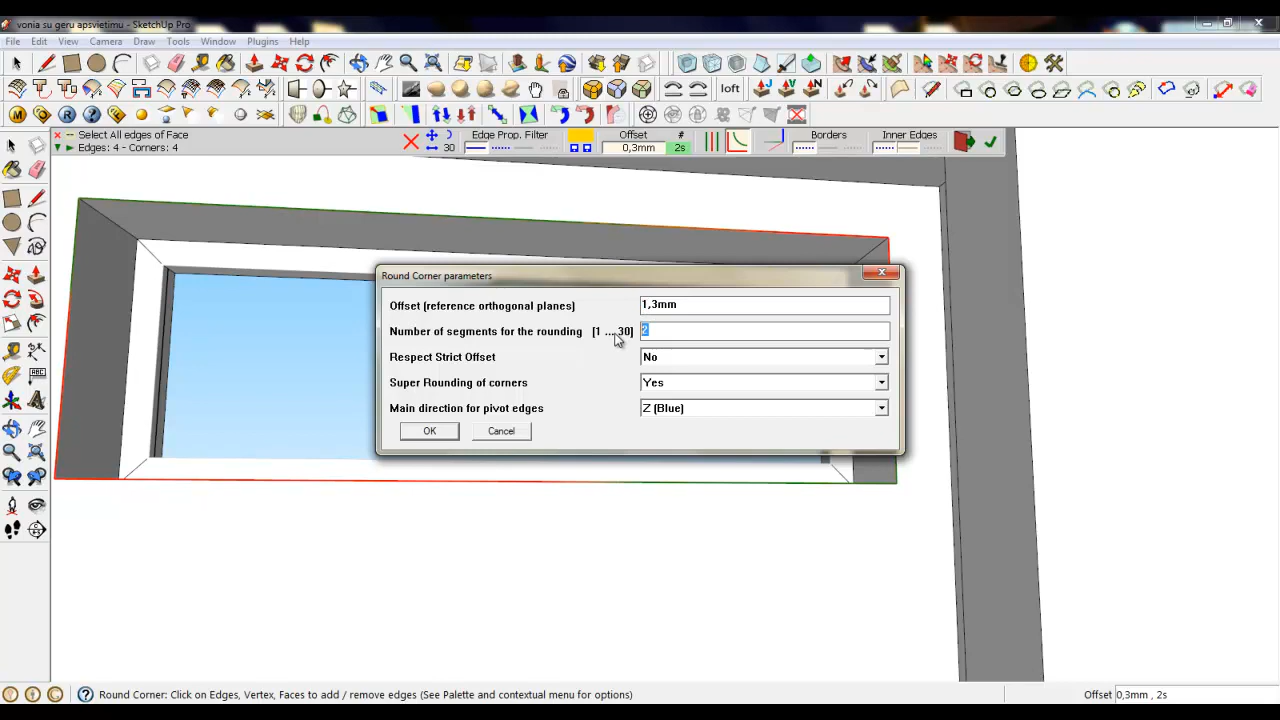 vonia su geru apsvietimu - SketchUp Pro
File Edit View Camera Draw Tools Window Plugins Help
loft
M R ?
Select All edges of Face
Edges: 4 - Corners: 4
30
Edge Prop. Filter
Offset #
0,3mm 2s
Borders
Inner Edges
Round Corner parameters
Offset (reference orthogonal planes) 1,3mm
Number of segments for the rounding [1 ... 30] 2
Respect Strict Offset No
Super Rounding of corners Yes
Main direction for pivot edges Z (Blue)
OK Cancel
ABC
Round Corner: Click on Edges, Vertex, Faces to add / remove edges (See Palette and contextual menu for options)
Offset 0,3mm , 2s